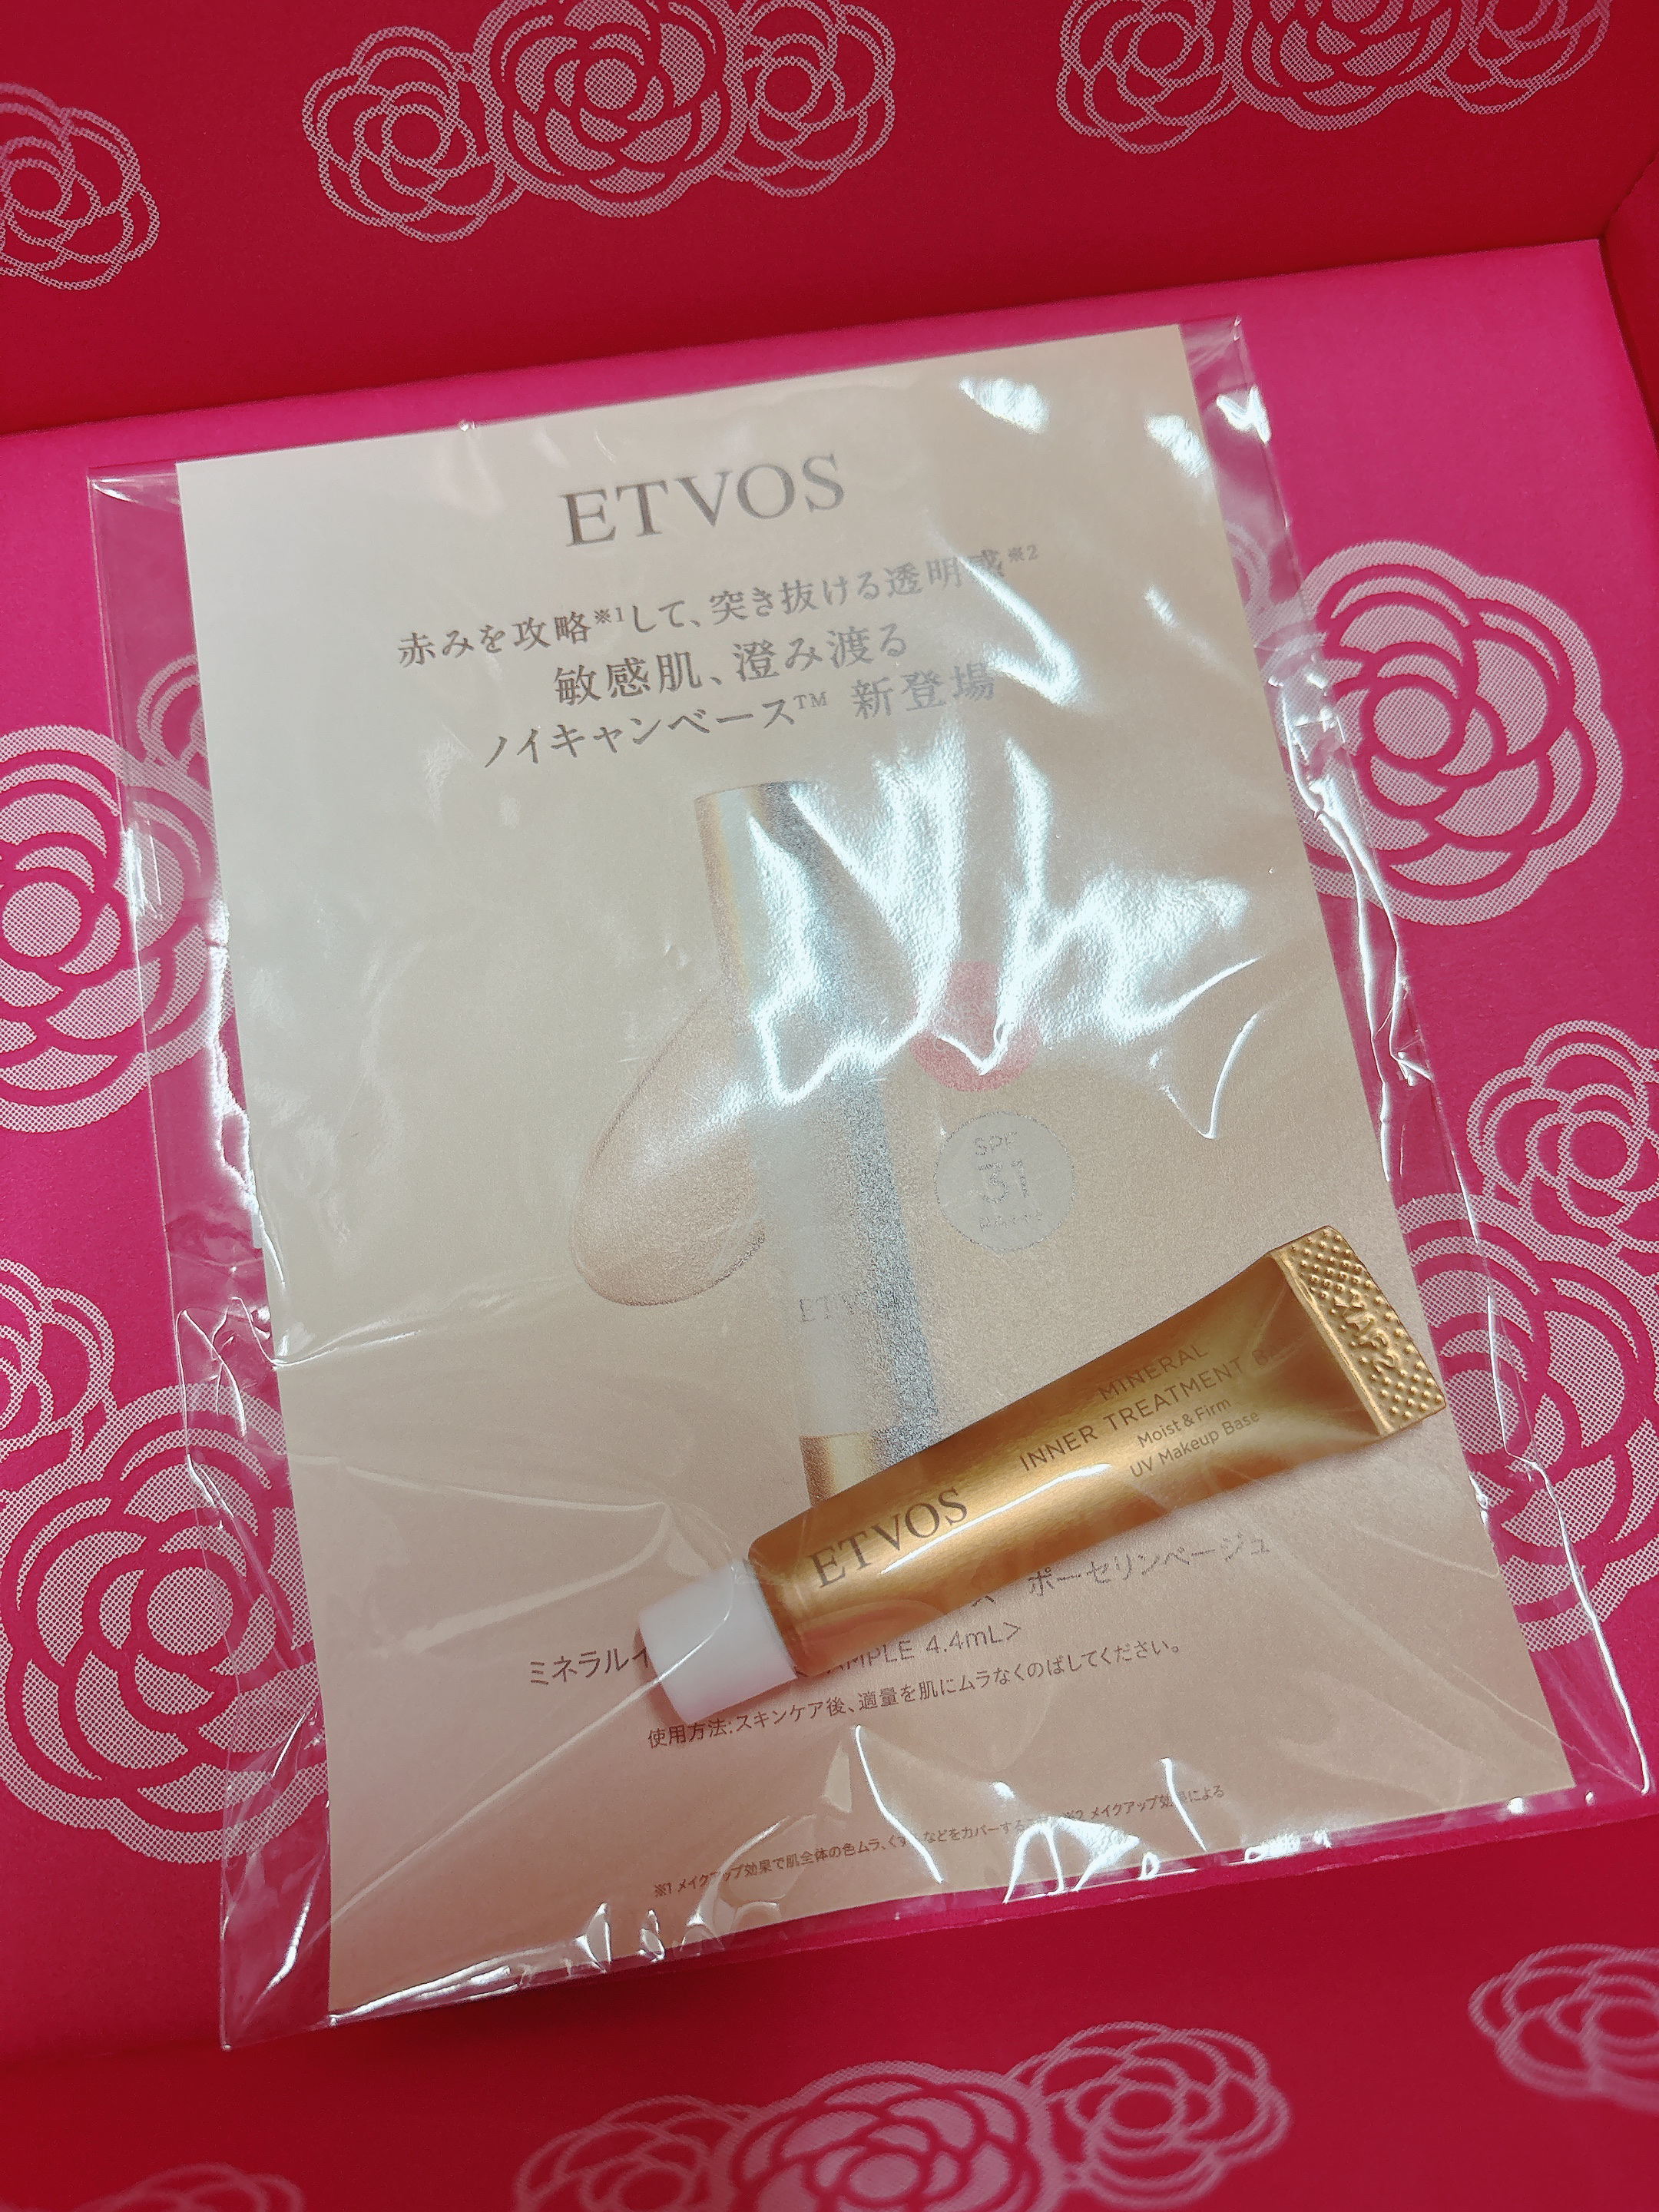 ETVOS
赤みを攻略※1して、突き抜ける透明感※2
敏感肌、澄み渡る
ノイキャンベース™ 新登場
SPF
31
ETVOS
MINERAL
INNER TREATMENT
Moist & Firm
UV Makeup Base
ポーセリンベージュ
ミネラルイ
4.4mL>
使用方法:スキンケア後、適量を肌にムラなくのばしてください。
※1 メイクアップ効果で肌全体の色ムラ、くすみなどをカバーする ※2 メイクアップ効果による